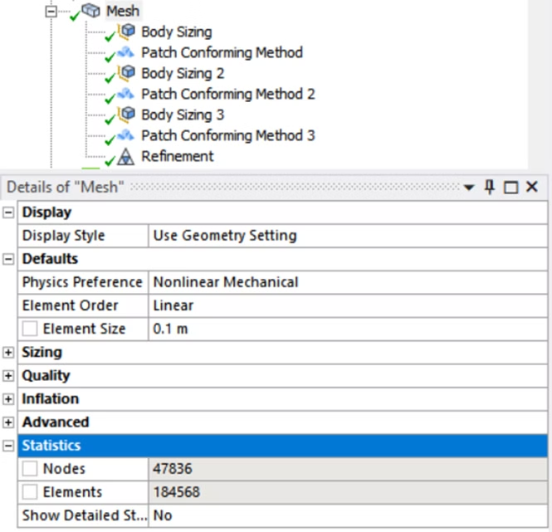 Mesh
Body Sizing
Patch Conforming Method
Body Sizing 2
Patch Conforming Method 2
Body Sizing 3
Patch Conforming Method 3
Refinement
Details of "Mesh"
Display
Display Style Use Geometry Setting
Defaults
Physics Preference Nonlinear Mechanical
Element Order Linear
Element Size 0.1 m
Sizing
Quality
Inflation
Advanced
Statistics
Nodes 47836
Elements 184568
Show Detailed St... No